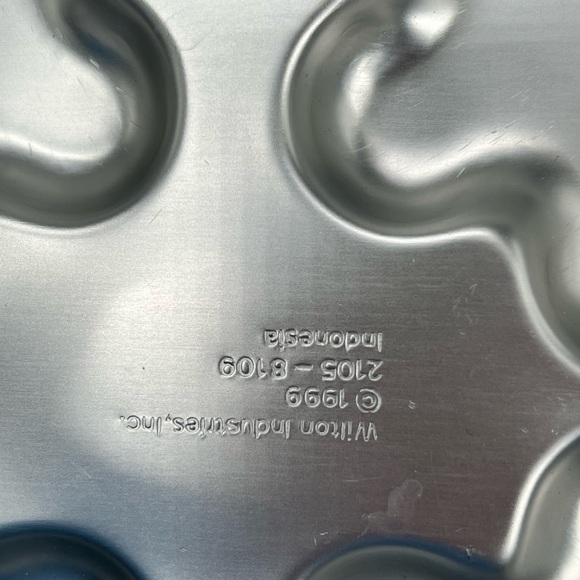 Wilton Industries,Inc.
© 1999
2105-8109
Indonesia